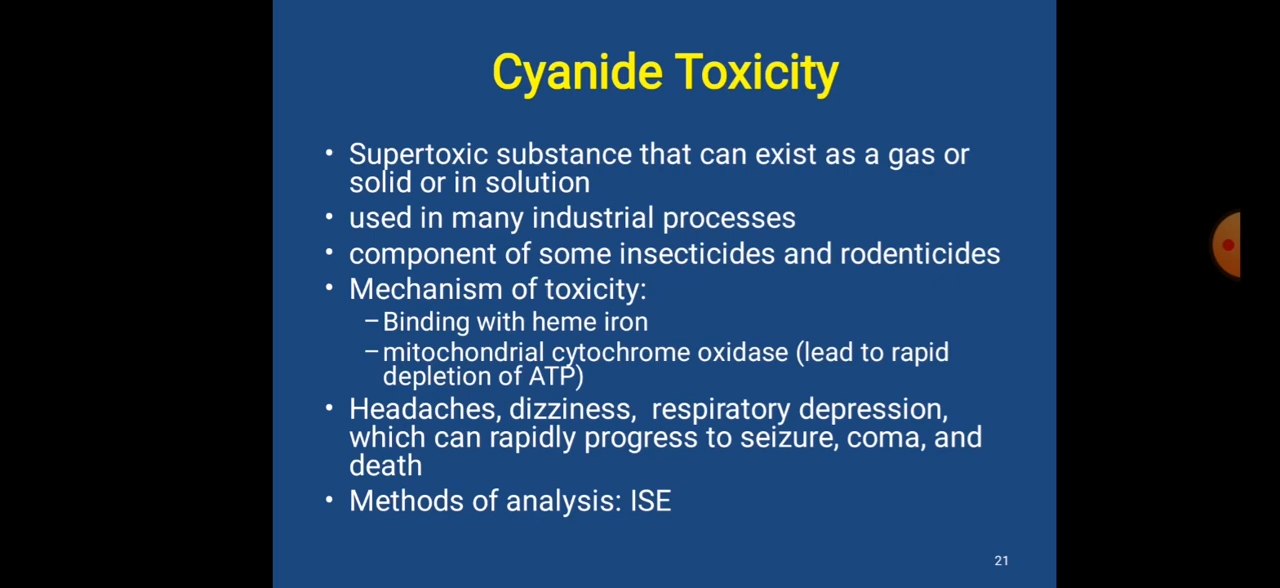 Cyanide Toxicity
• Supertoxic substance that can exist as a gas or
solid or in solution
• used in many industrial processes
• component of some insecticides and rodenticides
• Mechanism of toxicity:
–Binding with heme iron
–mitochondrial cytochrome oxidase (lead to rapid
depletion of ATP)
• Headaches, dizziness, respiratory depression,
which can rapidly progress to seizure, coma, and
death
• Methods of analysis: ISE
21